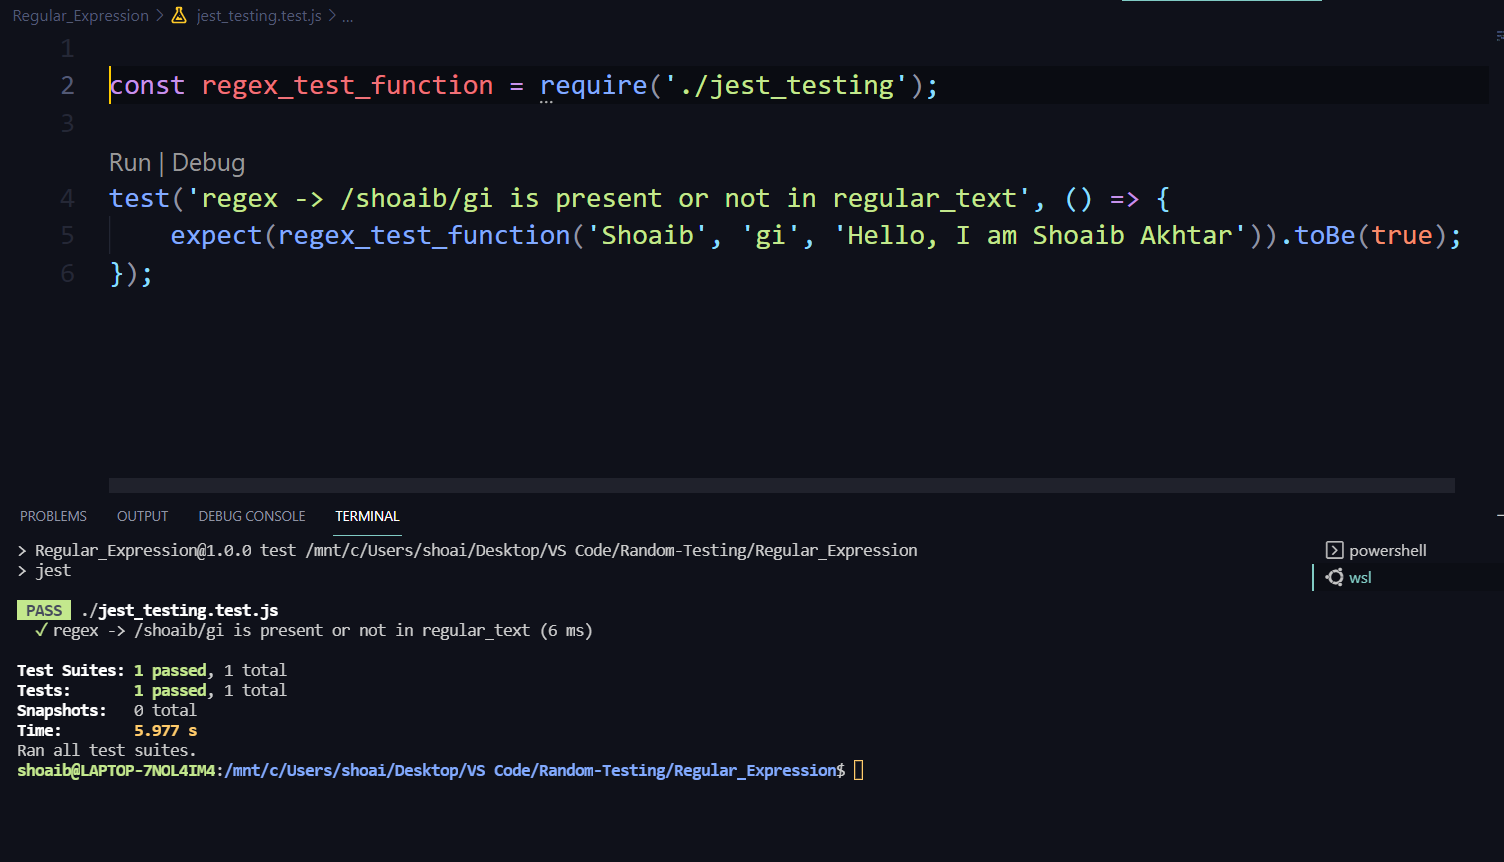 Regular_Expression > jest_testing.test.js > ...
1
2 const regex_test_function = require('./jest_testing');
3
Run | Debug
4 test('regex -> /shoaib/gi is present or not in regular_text', () => {
5 expect(regex_test_function('Shoaib', 'gi', 'Hello, I am Shoaib Akhtar')).toBe(true);
6 });
PROBLEMS OUTPUT DEBUG CONSOLE TERMINAL
> Regular_Expression@1.0.0 test /mnt/c/Users/shoai/Desktop/VS Code/Random-Testing/Regular_Expression
> jest
powershell
wsl
PASS ./jest_testing.test.js
✓ regex -> /shoaib/gi is present or not in regular_text (6 ms)
Test Suites: 1 passed, 1 total
Tests: 1 passed, 1 total
Snapshots: 0 total
Time: 5.977 s
Ran all test suites.
shoaib@LAPTOP-7NOL4IM4:/mnt/c/Users/shoai/Desktop/VS Code/Random-Testing/Regular_Expression$